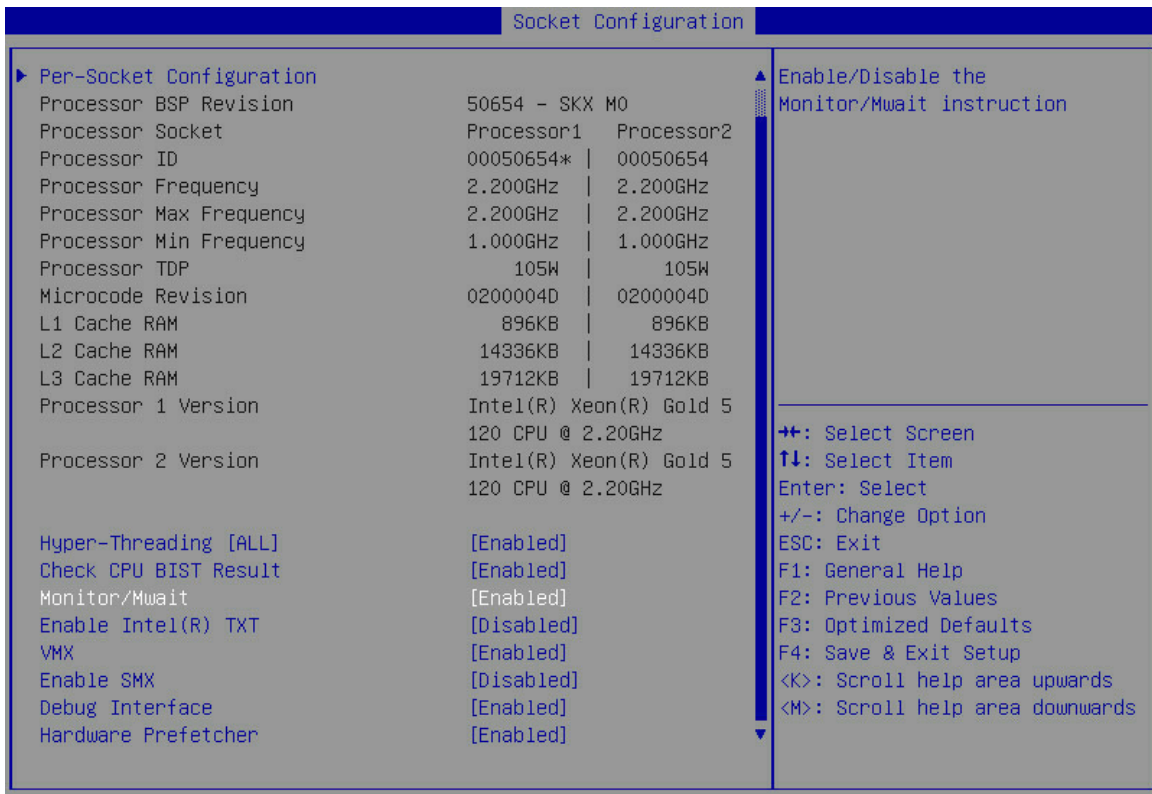 Socket Configuration
Per-Socket Configuration
Processor BSP Revision 50654 - SKX M0
Processor Socket Processor1 Processor2
Processor ID 00050654* | 00050654
Processor Frequency 2.200GHz | 2.200GHz
Processor Max Frequency 2.200GHz | 2.200GHz
Processor Min Frequency 1.000GHz | 1.000GHz
Processor TDP 105W | 105W
Microcode Revision 0200004D | 0200004D
L1 Cache RAM 896KB | 896KB
L2 Cache RAM 14336KB | 14336KB
L3 Cache RAM 19712KB | 19712KB
Processor 1 Version Intel(R) Xeon(R) Gold 5
120 CPU @ 2.20GHz
Processor 2 Version Intel(R) Xeon(R) Gold 5
120 CPU @ 2.20GHz
Hyper-Threading [ALL] [Enabled]
Check CPU BIST Result [Enabled]
Monitor/Mwait [Enabled]
Enable Intel(R) TXT [Disabled]
VMX [Enabled]
Enable SMX [Disabled]
Debug Interface [Enabled]
Hardware Prefetcher [Enabled]
Enable/Disable the
Monitor/Mwait instruction
→←: Select Screen
↑↓: Select Item
Enter: Select
+/-: Change Option
ESC: Exit
F1: General Help
F2: Previous Values
F3: Optimized Defaults
F4: Save & Exit Setup
<K>: Scroll help area upwards
<M>: Scroll help area downwards